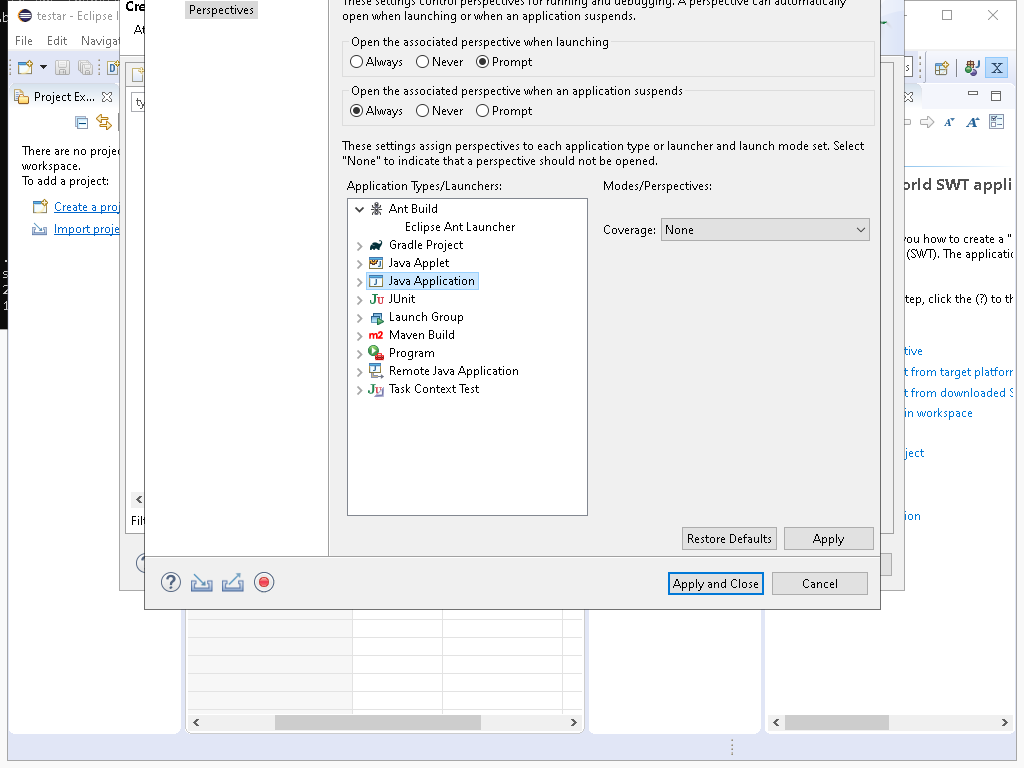 testar - Eclipse
Cre
Perspectives
These settings control perspectives for running and debugging. A perspective can automatically
open when launching or when an application suspends.
File Edit Navigat
Open the associated perspective when launching
Always Never Prompt
Open the associated perspective when an application suspends
Always Never Prompt
Project Ex...
There are no proje
workspace.
To add a project:
Create a proj
Import proje
These settings assign perspectives to each application type or launcher and launch mode set. Select
"None" to indicate that a perspective should not be opened.
Application Types/Launchers:
Modes/Perspectives:
Ant Build
Eclipse Ant Launcher
Gradle Project
Java Applet
Java Application
JUnit
Launch Group
Maven Build
Program
Remote Java Application
Task Context Test
Coverage: None
orld SWT appli
you how to create a "
(SWT). The applicatic
tep, click the (?) to th
tive
t from target platforn
t from downloaded S
in workspace
ject
ion
Filt
Restore Defaults Apply
Apply and Close Cancel